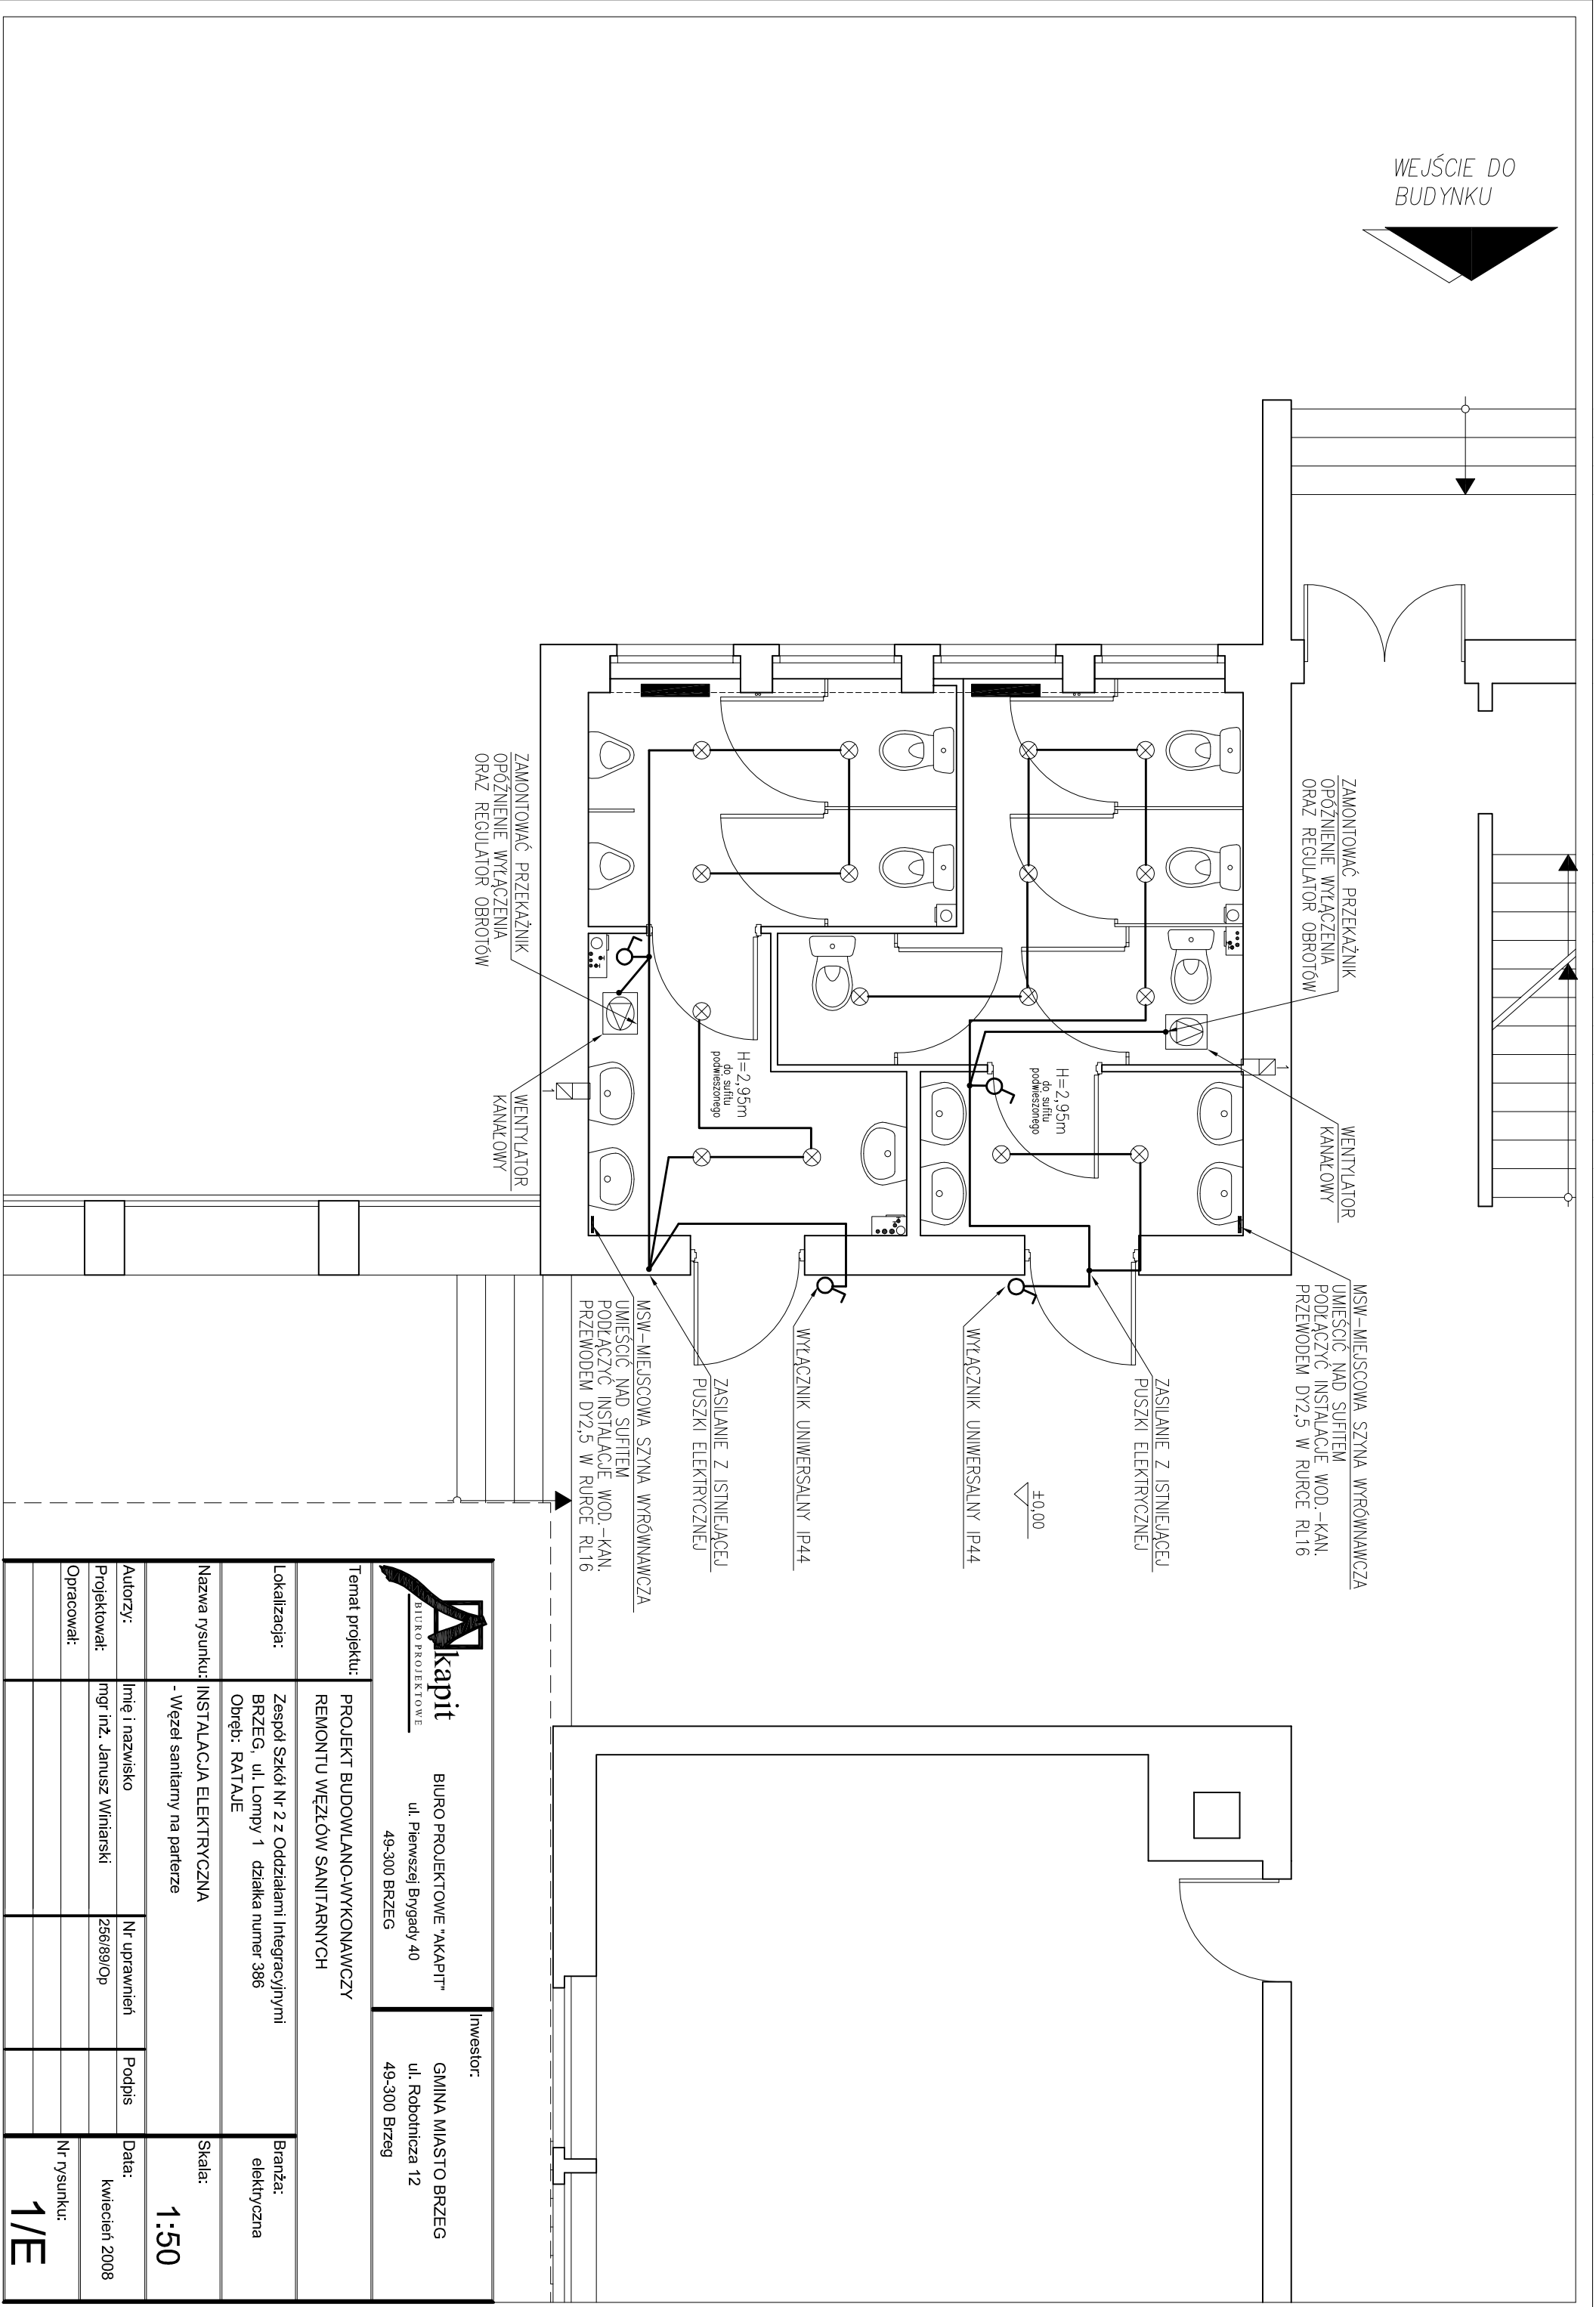 WEJŚCIE DO
BUDYNKU
ZAMONTOWAĆ PRZEKAŹNIK
OPÓŹNIENIE WYŁĄCZENIA
ORAZ REGULATOR OBROTÓW
WENTYLATOR
KANAŁOWY
MSW-MIEJSCOWA SZYNA WYRÓWNAWCZA
UMIEŚCIĆ NAD SUFITEM
PODŁĄCZYĆ INSTALACJE WOD.-KAN.
PRZEWODEM DY2,5 W RURCE RL16
1
H=2,95m
do sufitu
podwieszonego
ZASILANIE Z ISTNIEJĄCEJ
PUSZKI ELEKTRYCZNEJ
±0,00
WYŁĄCZNIK UNIWERSALNY IP44
WYŁĄCZNIK UNIWERSALNY IP44
H=2,95m
do sufitu
podwieszonego
ZASILANIE Z ISTNIEJĄCEJ
PUSZKI ELEKTRYCZNEJ
MSW-MIEJSCOWA SZYNA WYRÓWNAWCZA
UMIEŚCIĆ NAD SUFITEM
PODŁĄCZYĆ INSTALACJE WOD.-KAN.
PRZEWODEM DY2,5 W RURCE RL16
1
ZAMONTOWAĆ PRZEKAŹNIK
OPÓŹNIENIE WYŁĄCZENIA
ORAZ REGULATOR OBROTÓW
WENTYLATOR
KANAŁOWY
Akapit
BIURO PROJEKTOWE
BIURO PROJEKTOWE "AKAPIT"
ul. Pierwszej Brygady 40
49-300 BRZEG
Inwestor:
GMINA MIASTO BRZEG
ul. Robotnicza 12
49-300 Brzeg
Temat projektu:
PROJEKT BUDOWLANO-WYKONAWCZY
REMONTU WĘZŁÓW SANITARNYCH
Lokalizacja:
Zespół Szkół Nr 2 z Oddziałami Integracyjnymi
BRZEG, ul. Lompy 1 działka numer 386
Obręb: RATAJE
Branża:
elektryczna
Nazwa rysunku:
INSTALACJA ELEKTRYCZNA
- Węzeł sanitarny na parterze
Skala:
1:50
Autorzy:
Imię i nazwisko
Nr uprawnień
Podpis
Data:
kwiecień 2008
Projektował:
mgr inż. Janusz Winiarski
256/89/Op
Opracował:
Nr rysunku:
1/E